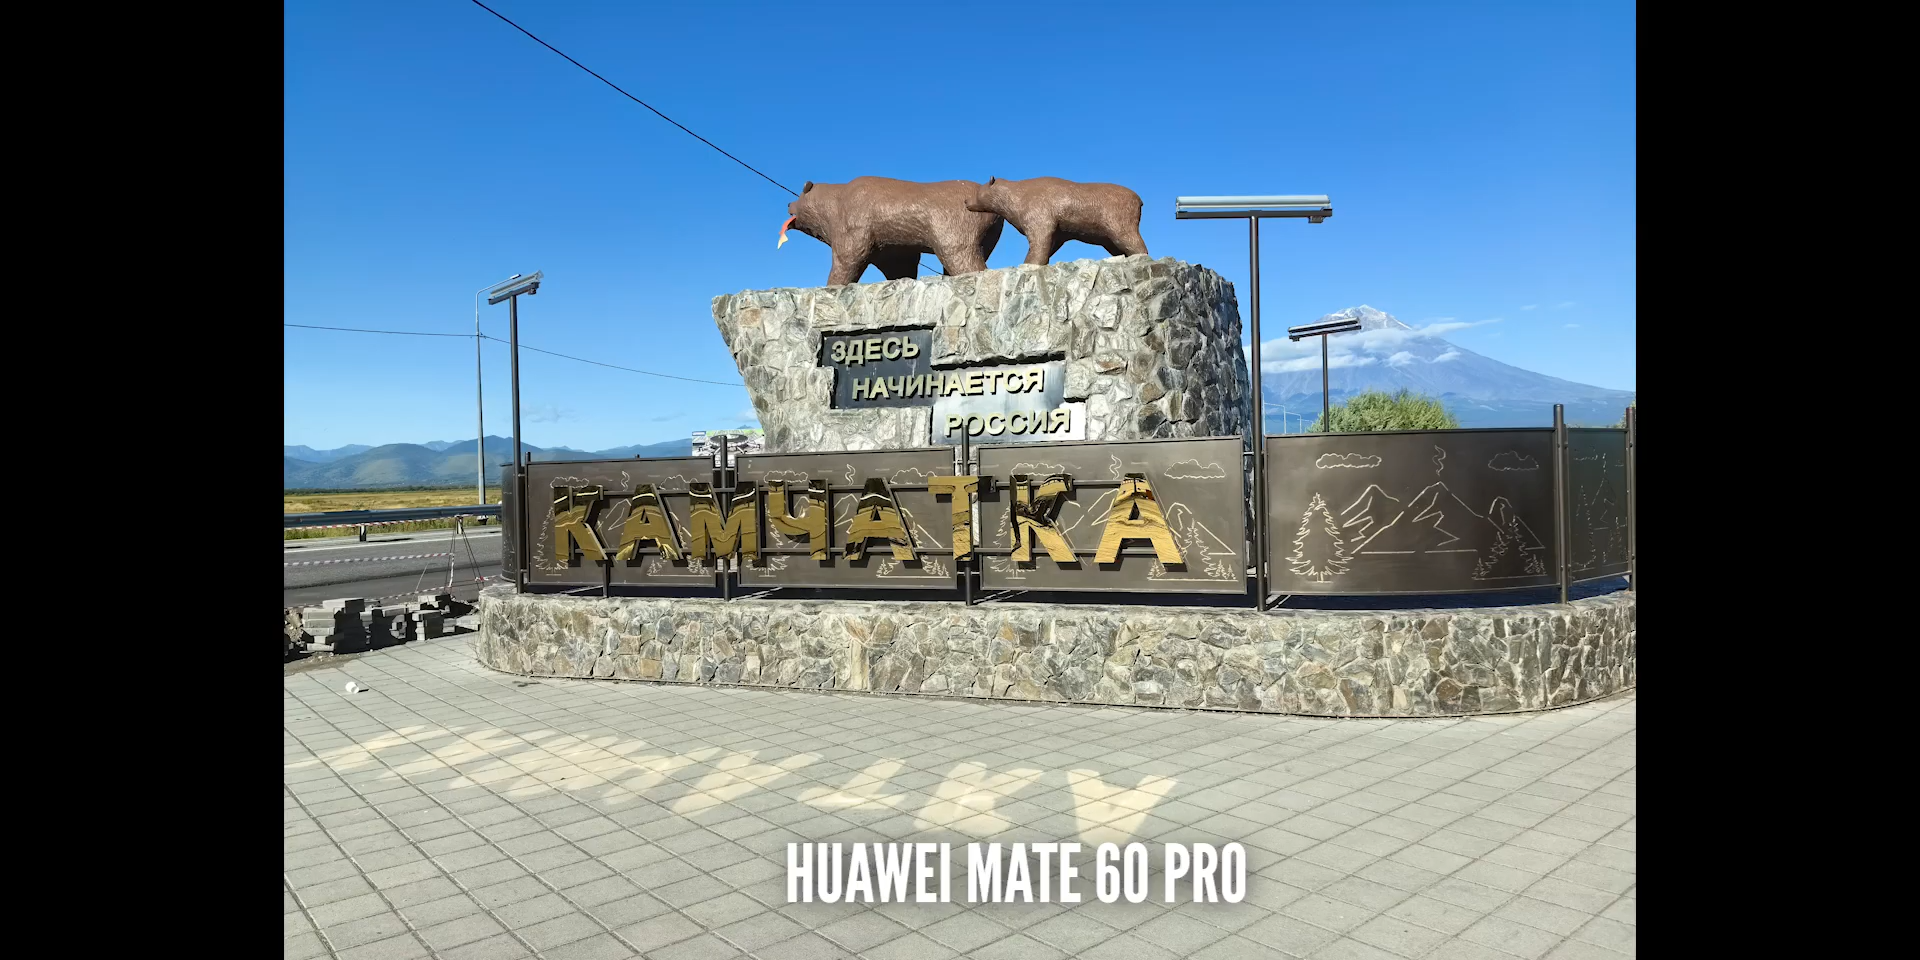 ЗДЕСЬ
НАЧИНАЕТСЯ
РОССИЯ
КАМЧАТКА
HUAWEI MATE 60 PRO